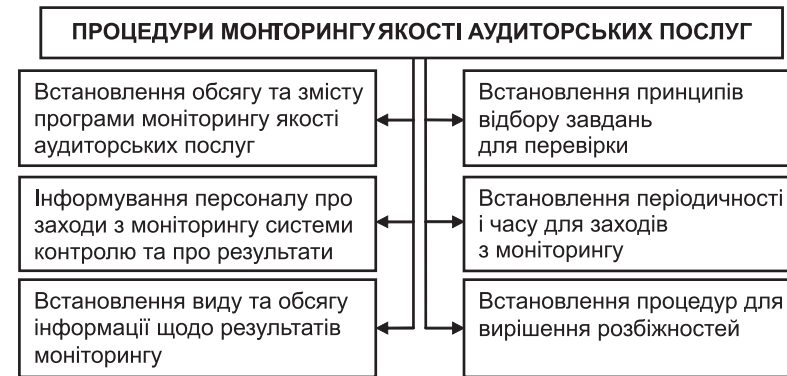 ПРОЦЕДУРИ МОНІТОРИНГУ ЯКОСТІ АУДИТОРСЬКИХ ПОСЛУГ
Встановлення обсягу та змісту
програми моніторингу якості
аудиторських послуг
Встановлення принципів
відбору завдань
для перевірки
Інформування персоналу про
заходи з моніторингу системи
контролю та про результати
Встановлення періодичності
і часу для заходів
з моніторингу
Встановлення виду та обсягу
інформації щодо результатів
моніторингу
Встановлення процедур для
вирішення розбіжностей